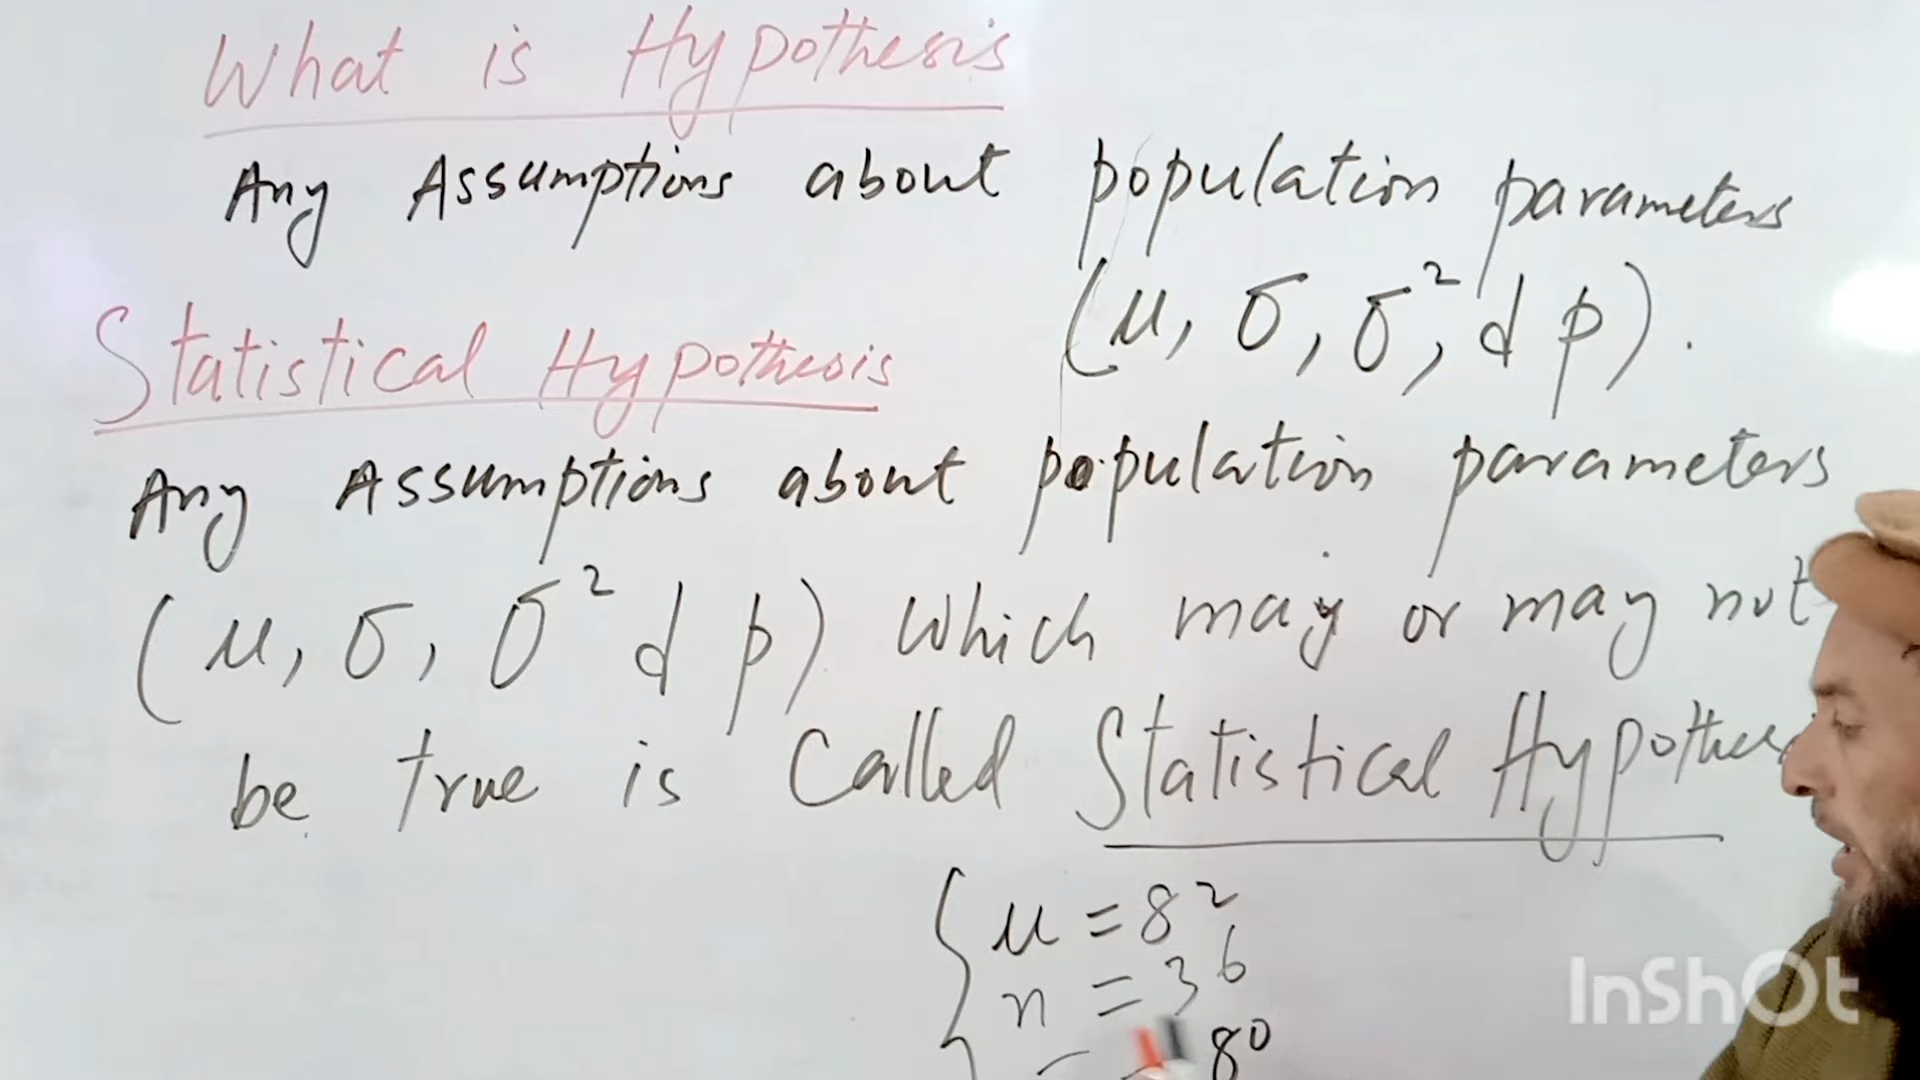 What is Hypothesis
Any Assumptions about population parameters
(μ, σ, σ², d p).
Statistical Hypothesis
Any Assumptions about population parameters
(μ, σ, σ² d p) which may or may not
be true is Called Statistical Hypothes
μ = 82
n = 36
80
InShOt